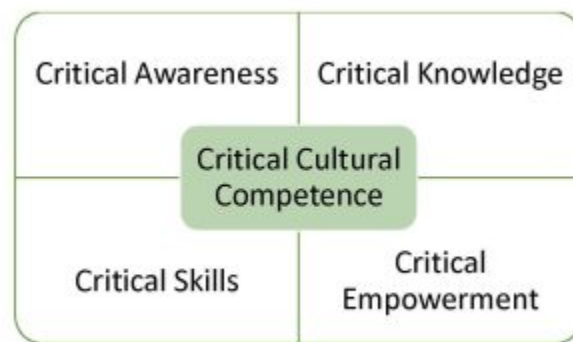 Critical Awareness
Critical Knowledge
Critical Cultural
Competence
Critical Skills
Critical
Empowerment